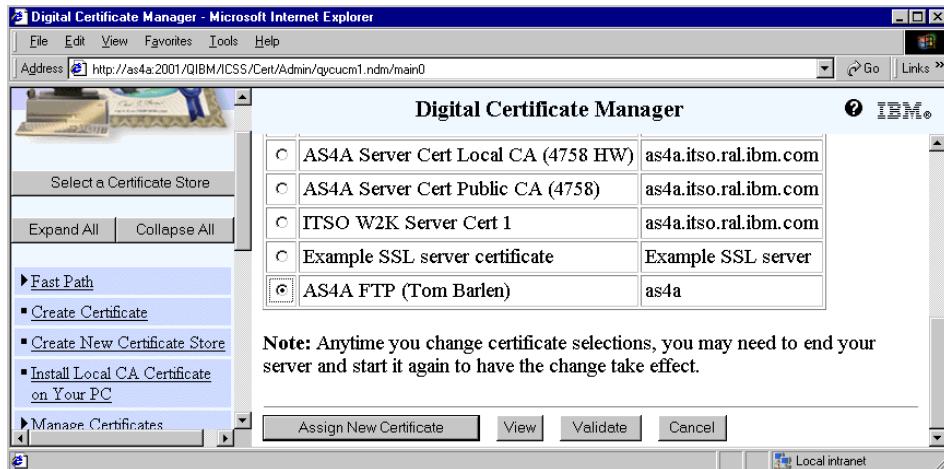 Digital Certificate Manager - Microsoft Internet Explorer
File Edit View Favorites Tools Help
Address http://as4a:2001/QIBM/ICSS/Cert/Admin/qycucm1.ndm/main0 Go Links »
Digital Certificate Manager ? IBM®
Select a Certificate Store
Expand All Collapse All
Fast Path
Create Certificate
Create New Certificate Store
Install Local CA Certificate
on Your PC
Manage Certificates
AS4A Server Cert Local CA (4758 HW) as4a.itso.ral.ibm.com
AS4A Server Cert Public CA (4758) as4a.itso.ral.ibm.com
ITSO W2K Server Cert 1 as4a.itso.ral.ibm.com
Example SSL server certificate Example SSL server
AS4A FTP (Tom Barlen) as4a
Note: Anytime you change certificate selections, you may need to end your
server and start it again to have the change take effect.
Assign New Certificate View Validate Cancel
Local intranet